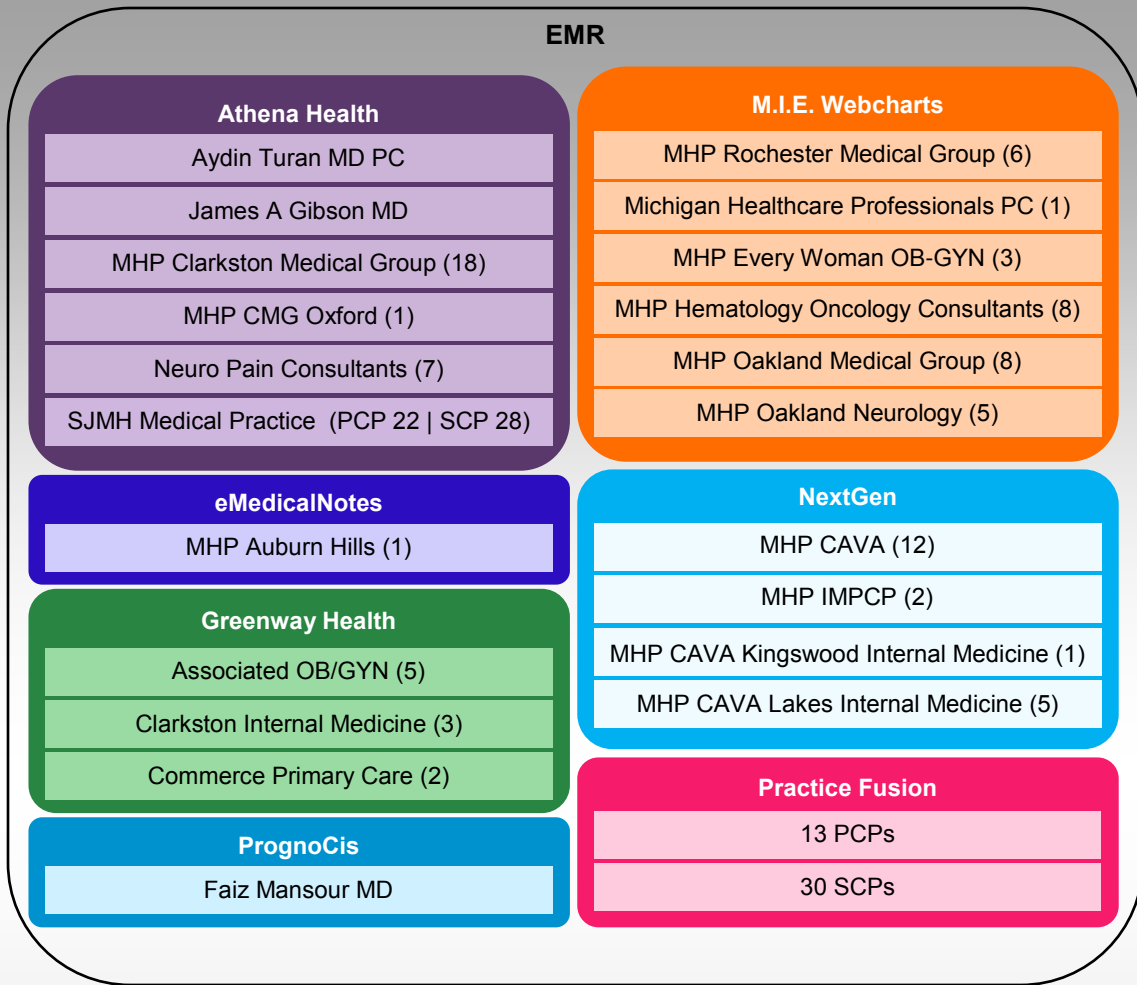 EMR
Athena Health
Aydin Turan MD PC
James A Gibson MD
MHP Clarkston Medical Group (18)
MHP CMG Oxford (1)
Neuro Pain Consultants (7)
SJMH Medical Practice  (PCP 22 | SCP 28)
eMedicalNotes
MHP Auburn Hills (1)
Greenway Health
Associated OB/GYN (5)
Clarkston Internal Medicine (3)
Commerce Primary Care (2)
PrognoCis
Faiz Mansour MD
M.I.E. Webcharts
MHP Rochester Medical Group (6)
Michigan Healthcare Professionals PC (1)
MHP Every Woman OB-GYN (3)
MHP Hematology Oncology Consultants (8)
MHP Oakland Medical Group (8)
MHP Oakland Neurology (5)
NextGen
MHP CAVA (12)
MHP IMPCP (2)
MHP CAVA Kingswood Internal Medicine (1)
MHP CAVA Lakes Internal Medicine (5)
Practice Fusion
13 PCPs
30 SCPs